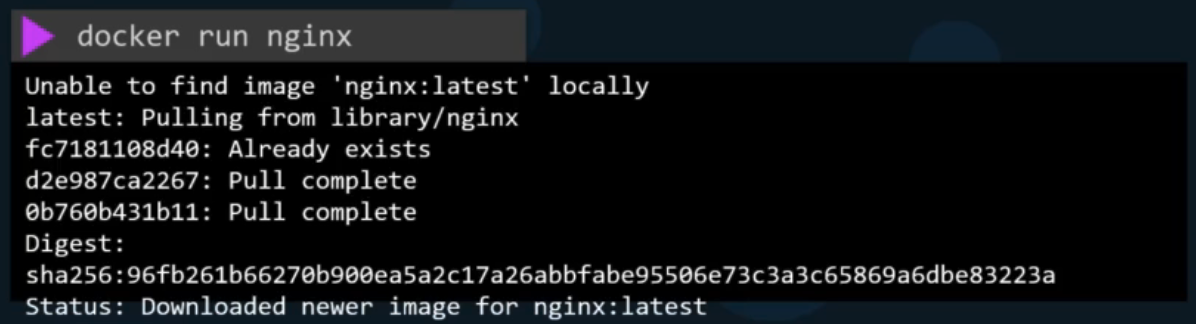 docker run nginx
Unable to find image 'nginx:latest' locally
latest: Pulling from library/nginx
fc7181108d40: Already exists
d2e987ca2267: Pull complete
0b760b431b11: Pull complete
Digest:
sha256:96fb261b66270b900ea5a2c17a26abbfabe95506e73c3a3c65869a6dbe83223a
Status: Downloaded newer image for nginx:latest